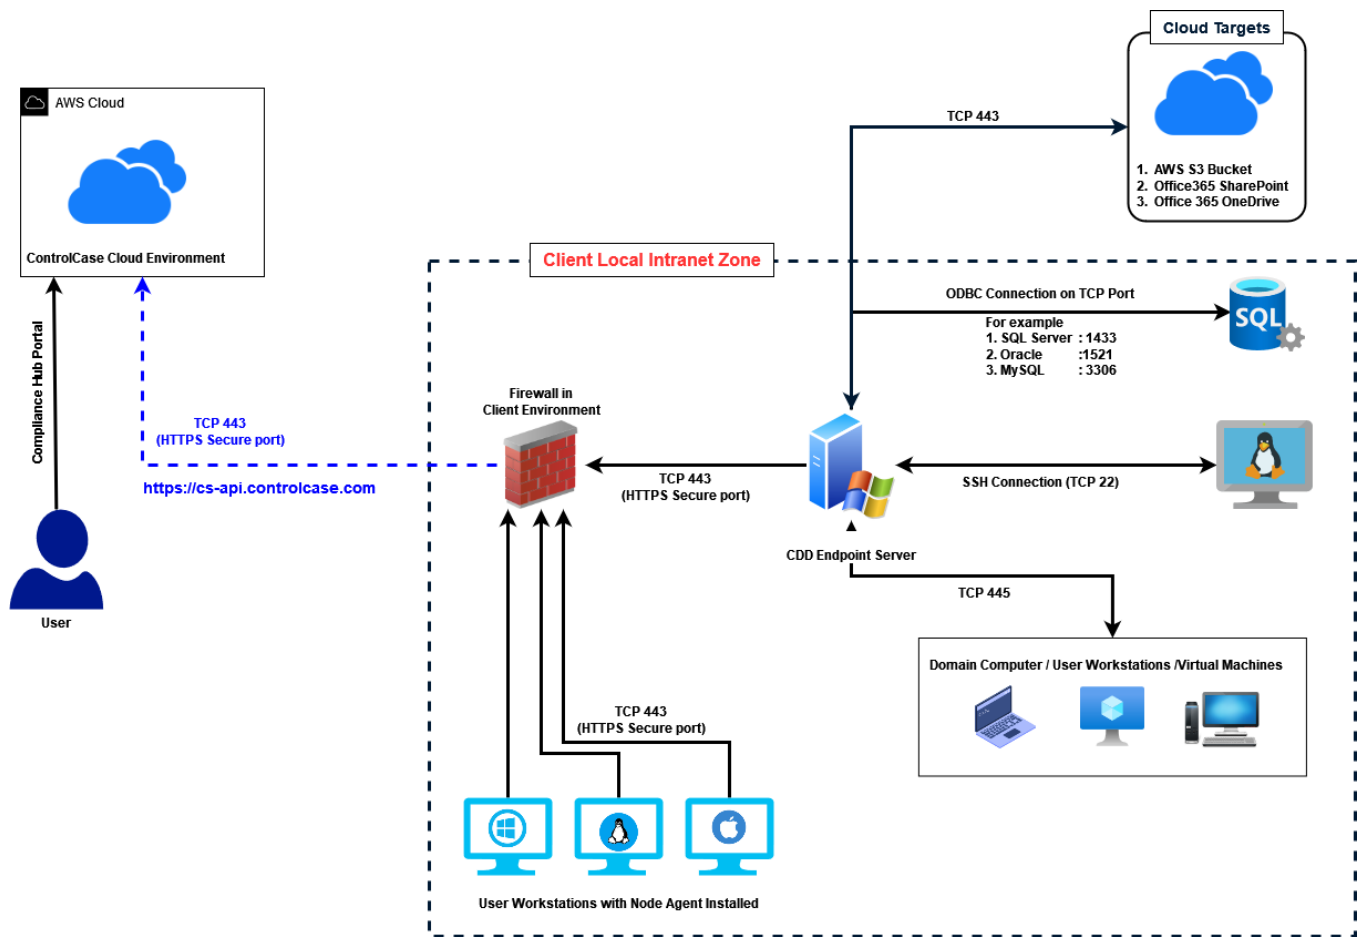 Cloud Targets
AWS Cloud
TCP 443
1. AWS S3 Bucket
2. Office365 SharePoint
3. Office 365 OneDrive
ControlCase Cloud Environment
Client Local Intranet Zone
ODBC Connection on TCP Port
SQL
For example
1. SQL Server : 1433
2. Oracle :1521
3. MySQL : 3306
Compliance Hub Portal
Firewall in
Client Environment
TCP 443
(HTTPS Secure port)
https://cs-api.controlcase.com
TCP 443
(HTTPS Secure port)
SSH Connection (TCP 22)
CDD Endpoint Server
TCP 445
User
Domain Computer / User Workstations /Virtual Machines
TCP 443
(HTTPS Secure port)
User Workstations with Node Agent Installed